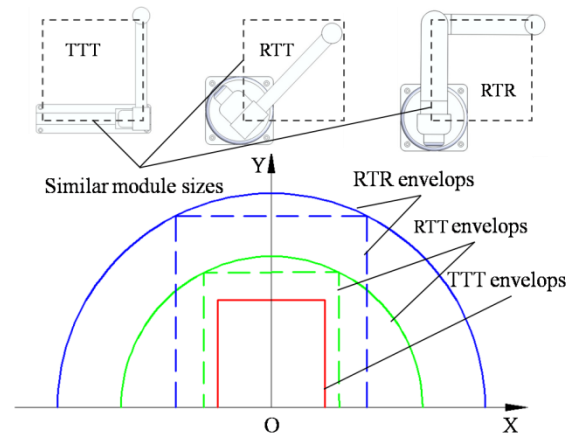 TTT
RTT
RTR
Similar module sizes
Y
RTR envelops
RTT envelops
TTT envelops
O
X